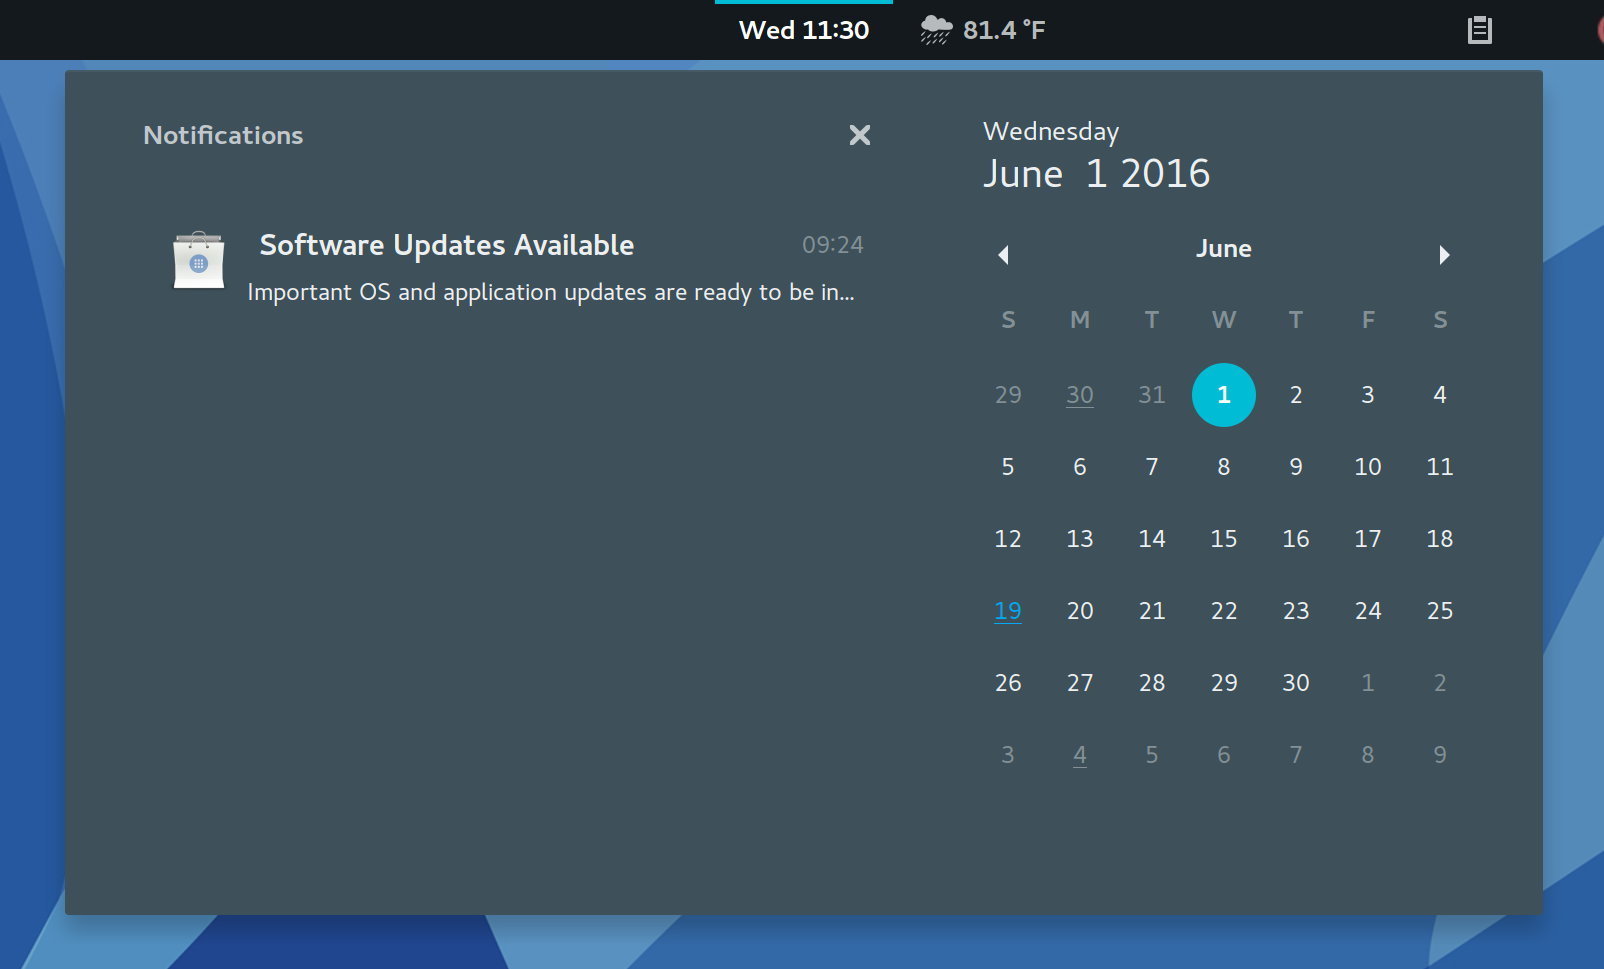 Wed 11:30 81.4 °F
Notifications
Software Updates Available 09:24
Important OS and application updates are ready to be in...
Wednesday
June 1 2016
June
S M T W T F S
29 30 31 1 2 3 4
5 6 7 8 9 10 11
12 13 14 15 16 17 18
19 20 21 22 23 24 25
26 27 28 29 30 1 2
3 4 5 6 7 8 9